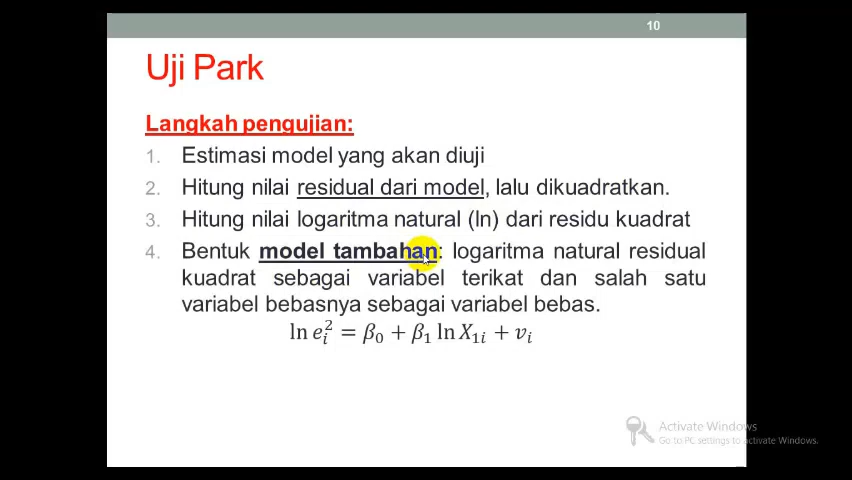 10
Uji Park
Langkah pengujian:
1. Estimasi model yang akan diuji
2. Hitung nilai residual dari model, lalu dikuadratkan.
3. Hitung nilai logaritma natural (ln) dari residu kuadrat
4. Bentuk model tambahan: logaritma natural residual
kuadrat sebagai variabel terikat dan salah satu
variabel bebasnya sebagai variabel bebas.
ln e_i^2 = β_0 + β_1 ln X_{1i} + v_i
Activate Windows
Go to PC settings to activate Windows.